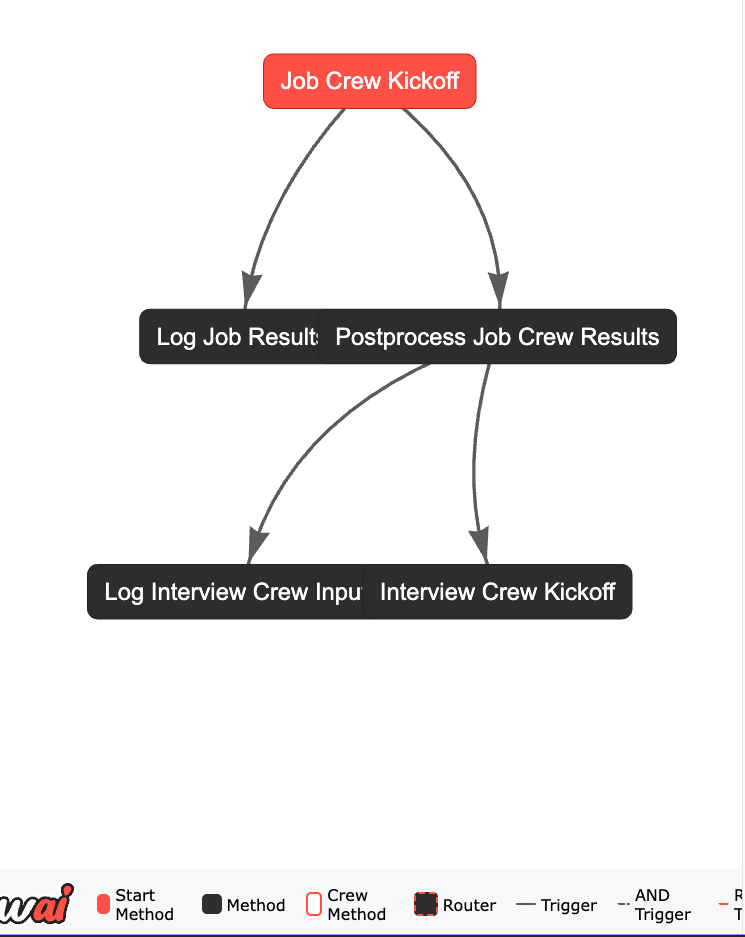 Job Crew Kickoff
Log Job Results
Postprocess Job Crew Results
Log Interview Crew Inpu
Interview Crew Kickoff
wai
Start
Method
Method
Crew
Method
Router
Trigger
AND
Trigger
R
T